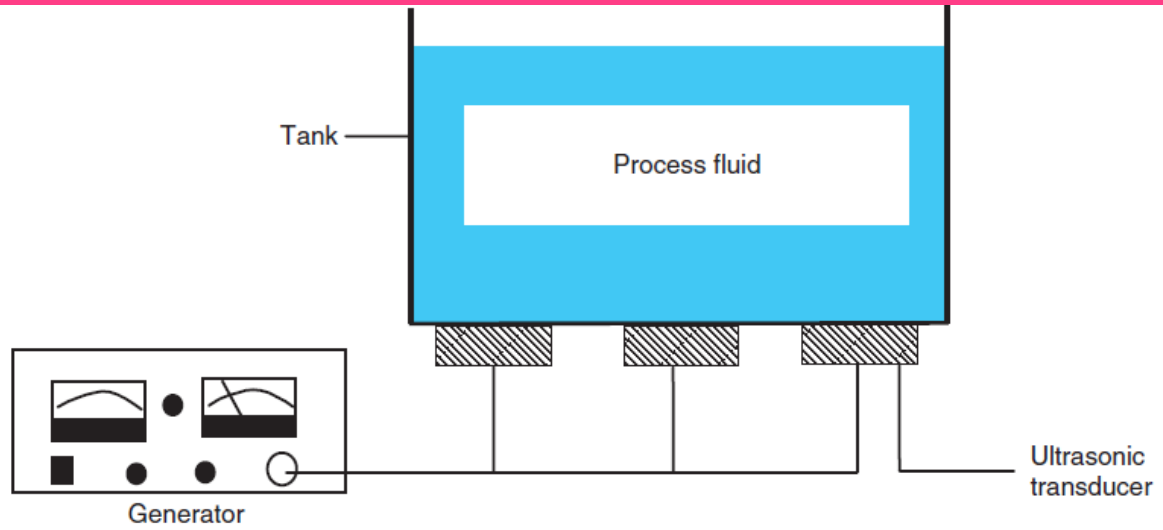 Tank
Process fluid
Ultrasonic
transducer
Generator